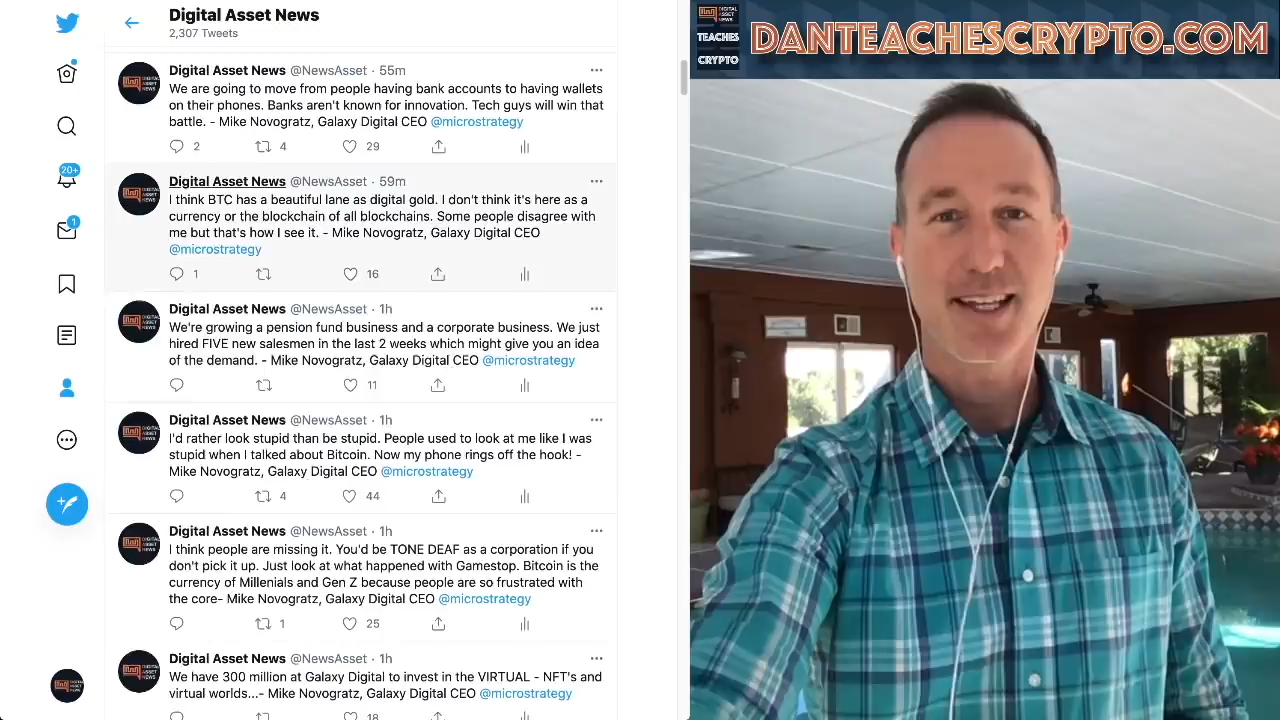 Digital Asset News
2,307 Tweets
Digital Asset News @NewsAsset · 55m
We are going to move from people having bank accounts to having wallets
on their phones. Banks aren't known for innovation. Tech guys will win that
battle. - Mike Novogratz, Galaxy Digital CEO @microstrategy
2 4 29
Digital Asset News @NewsAsset · 59m
I think BTC has a beautiful lane as digital gold. I don't think it's here as a
currency or the blockchain of all blockchains. Some people disagree with
me but that's how I see it. - Mike Novogratz, Galaxy Digital CEO
@microstrategy
1 16
Digital Asset News @NewsAsset · 1h
We're growing a pension fund business and a corporate business. We just
hired FIVE new salesmen in the last 2 weeks which might give you an idea
of the demand. - Mike Novogratz, Galaxy Digital CEO @microstrategy
11
Digital Asset News @NewsAsset · 1h
I'd rather look stupid than be stupid. People used to look at me like I was
stupid when I talked about Bitcoin. Now my phone rings off the hook! -
Mike Novogratz, Galaxy Digital CEO @microstrategy
4 44
Digital Asset News @NewsAsset · 1h
I think people are missing it. You'd be TONE DEAF as a corporation if you
don't pick it up. Just look at what happened with Gamestop. Bitcoin is the
currency of Millenials and Gen Z because people are so frustrated with
the core- Mike Novogratz, Galaxy Digital CEO @microstrategy
1 25
Digital Asset News @NewsAsset · 1h
We have 300 million at Galaxy Digital to invest in the VIRTUAL - NFT's and
virtual worlds...- Mike Novogratz, Galaxy Digital CEO @microstrategy
18
20+
1
DIGITAL
ASSET
NEWS
TEACHES
CRYPTO
DANTEACHESCRYPTO.COM